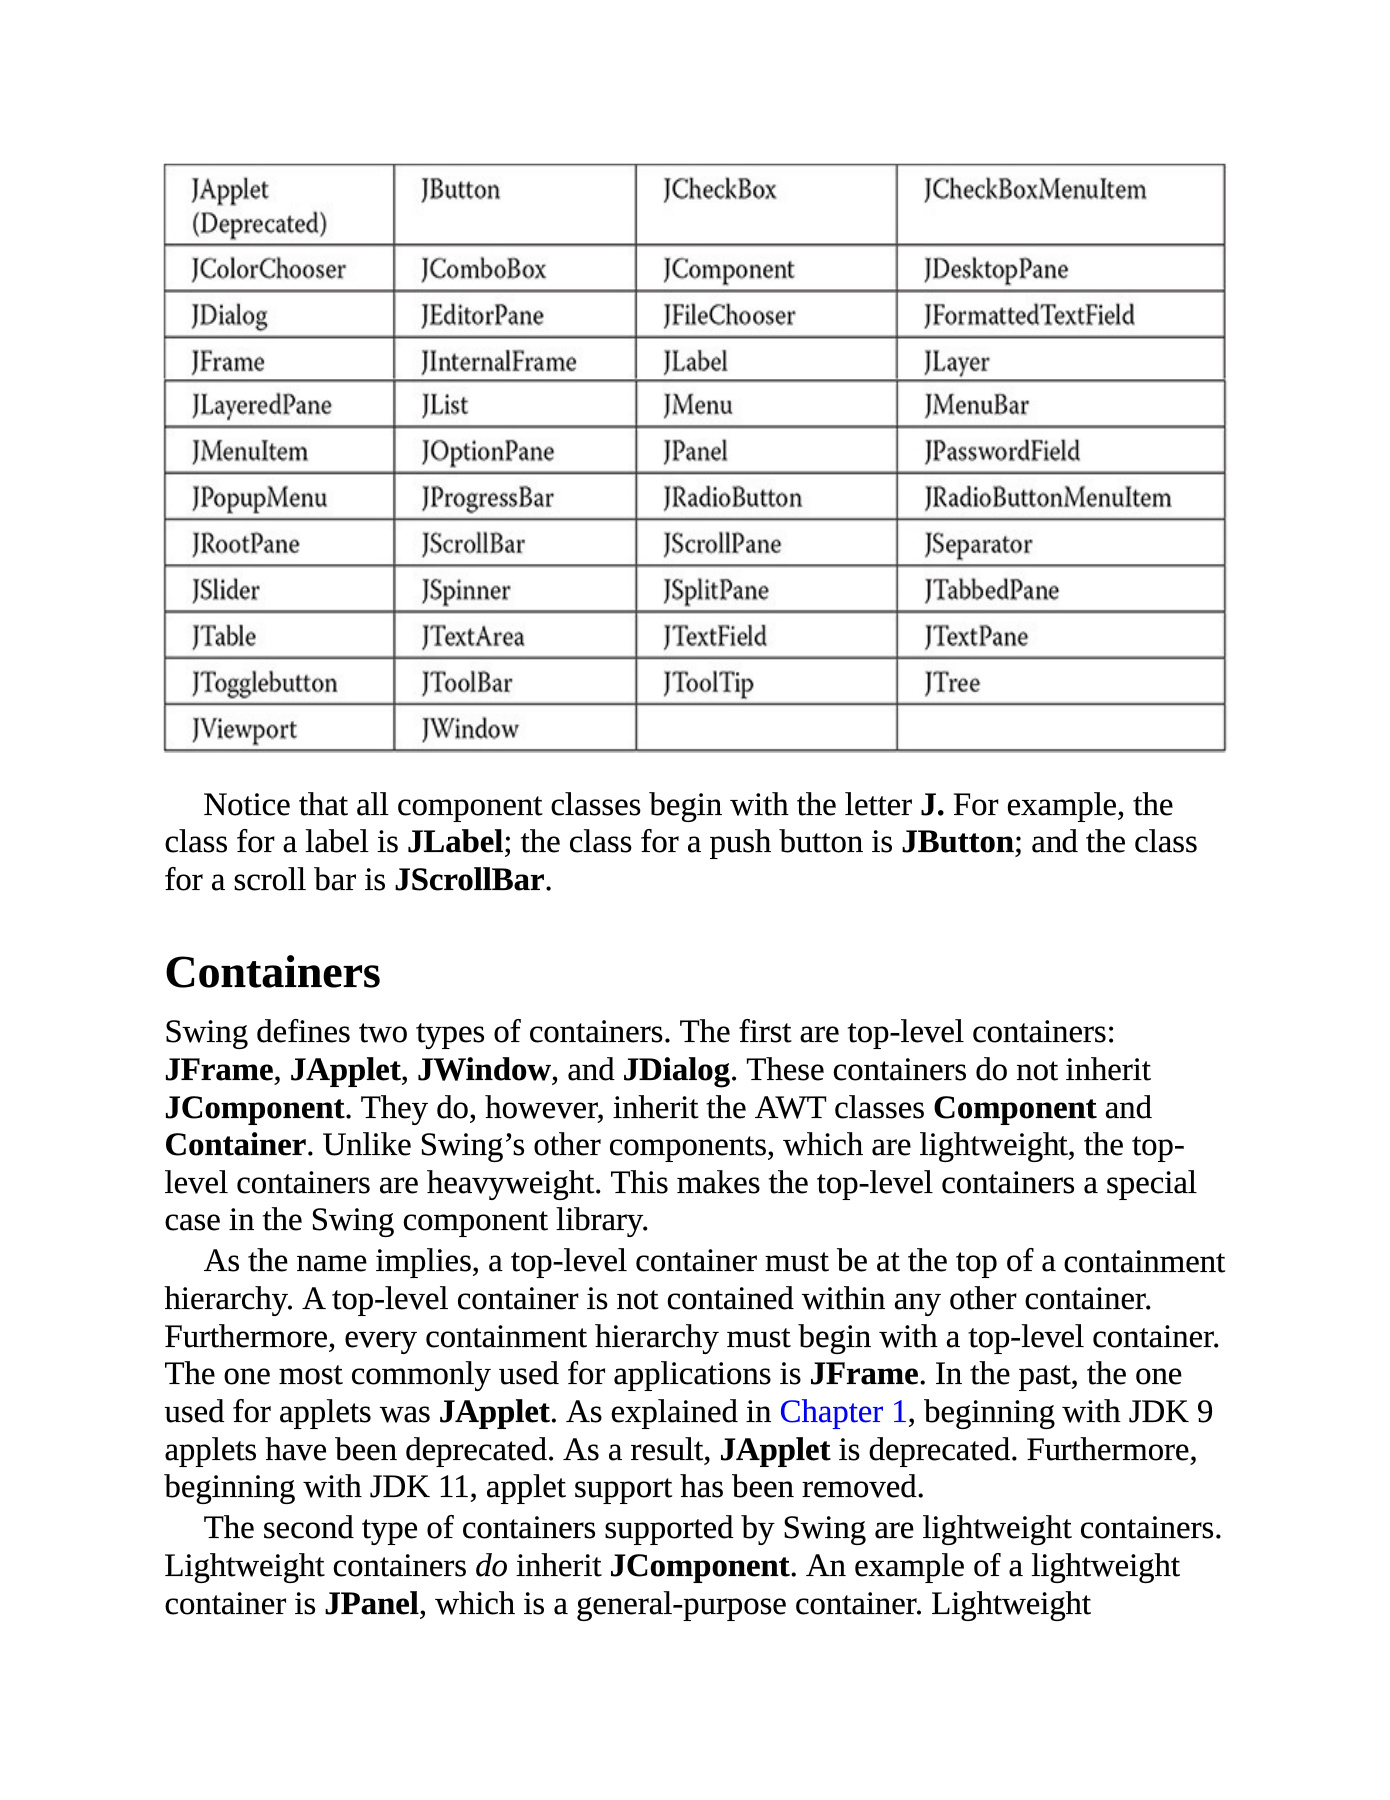 JApplet JButton JCheckBox JCheckBoxMenuItem
(Deprecated)
JColorChooser JComboBox JComponent JDesktopPane
JDialog JEditorPane JFileChooser JFormattedTextField
JFrame JInternalFrame JLabel JLayer
JLayeredPane JList JMenu JMenuBar
JMenuItem JOptionPane JPanel JPasswordField
JPopupMenu JProgressBar JRadioButton JRadioButtonMenuItem
JRootPane JScrollBar JScrollPane JSeparator
JSlider JSpinner JSplitPane JTabbedPane
JTable JTextArea JTextField JTextPane
JTogglebutton JToolBar JToolTip JTree
JViewport JWindow
Notice that all component classes begin with the letter J. For example, the
class for a label is JLabel; the class for a push button is JButton; and the class
for a scroll bar is JScrollBar.
Containers
Swing defines two types of containers. The first are top-level containers:
JFrame, JApplet, JWindow, and JDialog. These containers do not inherit
JComponent. They do, however, inherit the AWT classes Component and
Container. Unlike Swing’s other components, which are lightweight, the top-
level containers are heavyweight. This makes the top-level containers a special
case in the Swing component library.
As the name implies, a top-level container must be at the top of a containment
hierarchy. A top-level container is not contained within any other container.
Furthermore, every containment hierarchy must begin with a top-level container.
The one most commonly used for applications is JFrame. In the past, the one
used for applets was JApplet. As explained in Chapter 1, beginning with JDK 9
applets have been deprecated. As a result, JApplet is deprecated. Furthermore,
beginning with JDK 11, applet support has been removed.
The second type of containers supported by Swing are lightweight containers.
Lightweight containers do inherit JComponent. An example of a lightweight
container is JPanel, which is a general-purpose container. Lightweight